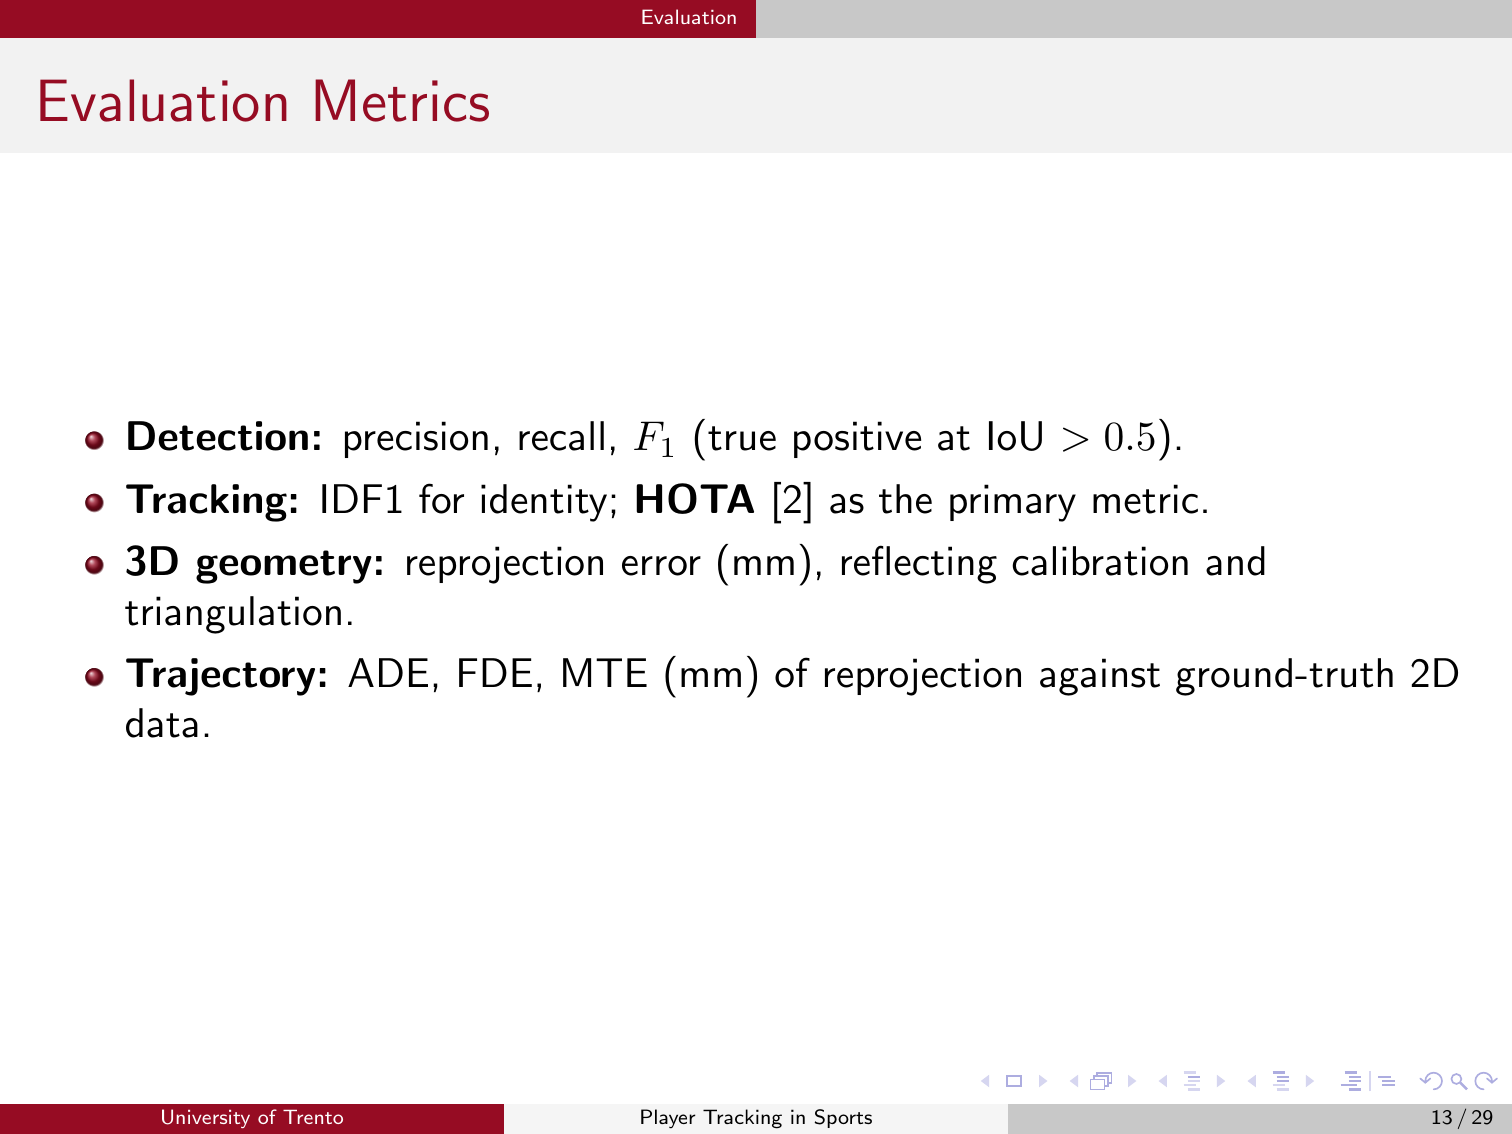 Evaluation
Evaluation Metrics
Detection: precision, recall, F1 (true positive at IoU > 0.5).
Tracking: IDF1 for identity; HOTA [2] as the primary metric.
3D geometry: reprojection error (mm), reflecting calibration and
triangulation.
Trajectory: ADE, FDE, MTE (mm) of reprojection against ground-truth 2D
data.
University of Trento
Player Tracking in Sports
13 / 29